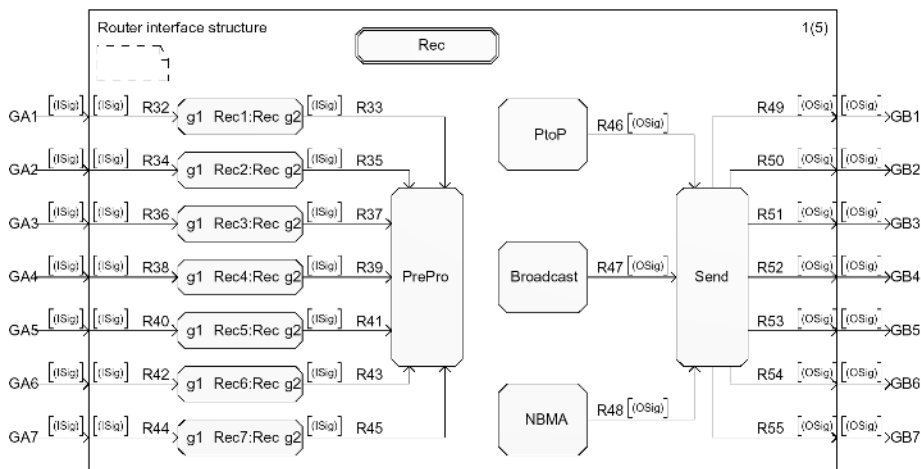 Router interface structure
1(5)
Rec
GA1 [(ISig)] [(ISig)] R32 g1 Rec1:Rec g2 [(ISig)] R33
GA2 [(ISig)] [(ISig)] R34 g1 Rec2:Rec g2 [(ISig)] R35
GA3 [(ISig)] [(ISig)] R36 g1 Rec3:Rec g2 [(ISig)] R37
GA4 [(ISig)] [(ISig)] R38 g1 Rec4:Rec g2 [(ISig)] R39
GA5 [(ISig)] [(ISig)] R40 g1 Rec5:Rec g2 [(ISig)] R41
GA6 [(ISig)] [(ISig)] R42 g1 Rec6:Rec g2 [(ISig)] R43
GA7 [(ISig)] [(ISig)] R44 g1 Rec7:Rec g2 [(ISig)] R45
PrePro
PtoP
R46 [(OSig)]
Broadcast
R47 [(OSig)]
NBMA
R48 [(OSig)]
Send
R49 [(OSig)] [(OSig)] GB1
R50 [(OSig)] [(OSig)] GB2
R51 [(OSig)] [(OSig)] GB3
R52 [(OSig)] [(OSig)] GB4
R53 [(OSig)] [(OSig)] GB5
R54 [(OSig)] [(OSig)] GB6
R55 [(OSig)] [(OSig)] GB7